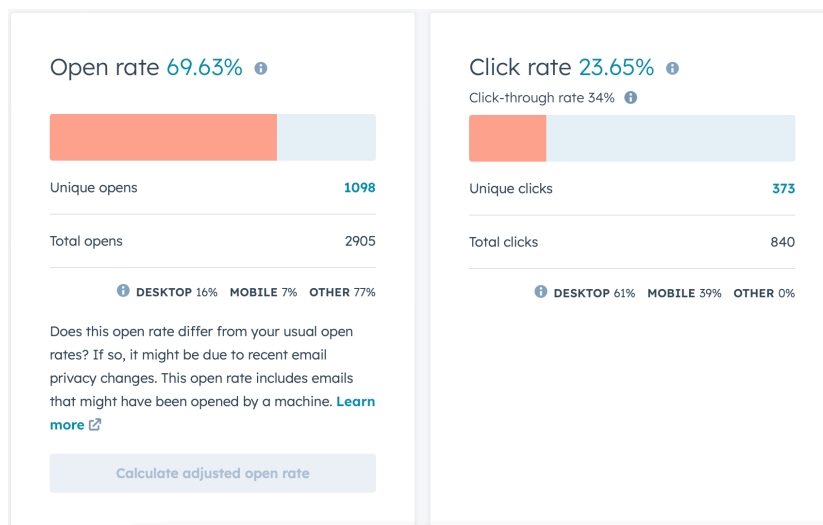 Open rate 69.63%
Unique opens 1098
Total opens 2905
DESKTOP 16% MOBILE 7% OTHER 77%
Does this open rate differ from your usual open
rates? If so, it might be due to recent email
privacy changes. This open rate includes emails
that might have been opened by a machine. Learn
more
Calculate adjusted open rate
Click rate 23.65%
Click-through rate 34%
Unique clicks 373
Total clicks 840
DESKTOP 61% MOBILE 39% OTHER 0%